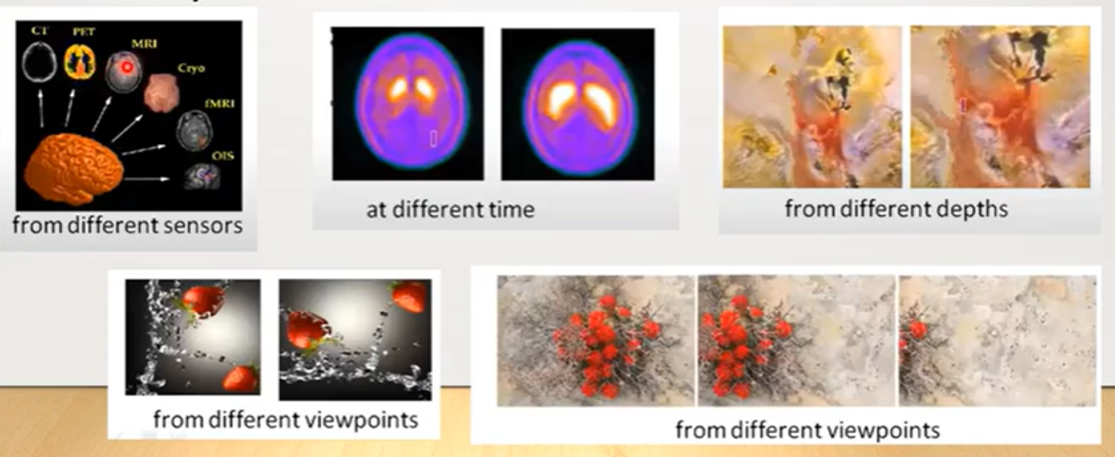 CT
PET
MRI
Cryo
fMRI
OIS
from different sensors
at different time
from different depths
from different viewpoints
from different viewpoints